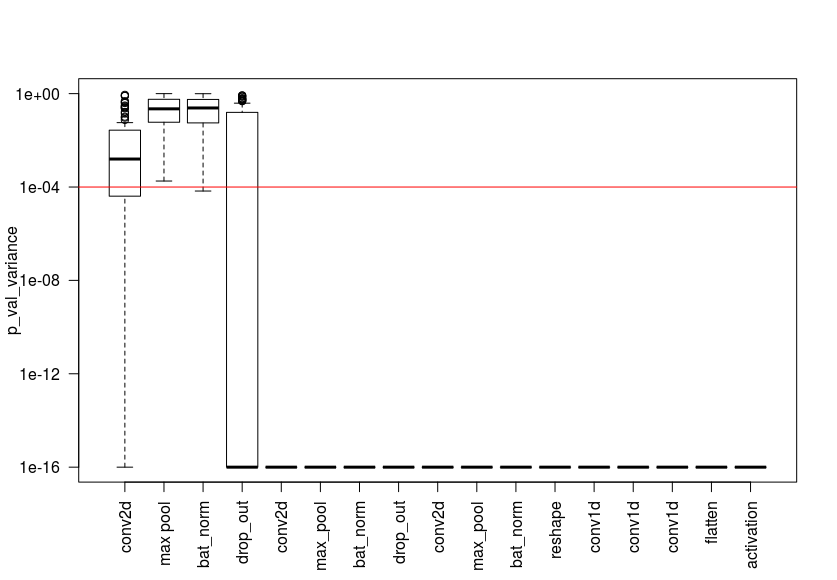 1e+00
1e-04
1e-08
1e-12
1e-16
p_val_variance
conv2d
max pool
bat_norm
drop_out
conv2d
max_pool
bat_norm
drop_out
conv2d
max_pool
bat_norm
reshape
conv1d
conv1d
conv1d
flatten
activation